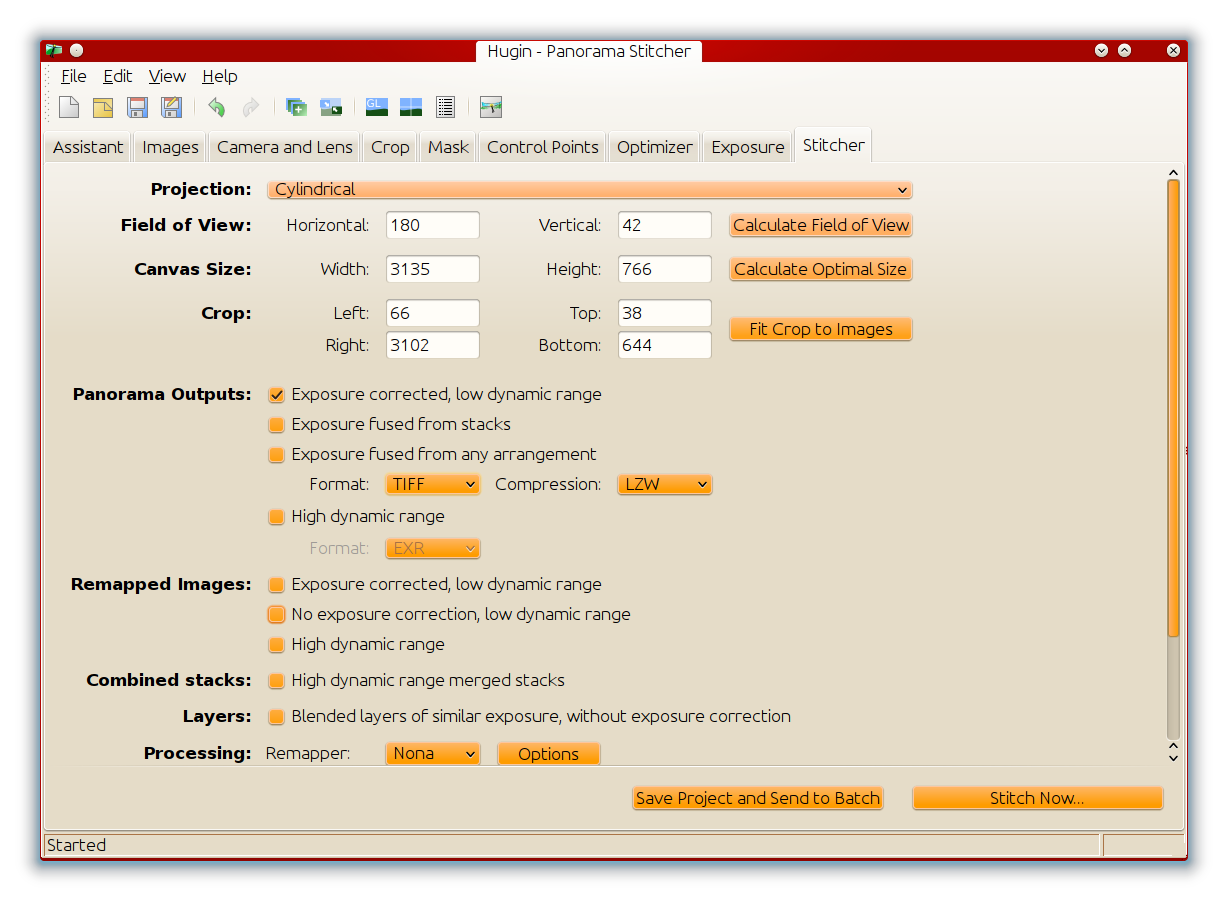 Hugin - Panorama Stitcher
File Edit View Help
GL
Assistant Images Camera and Lens Crop Mask Control Points Optimizer Exposure Stitcher
Projection: Cylindrical
Field of View: Horizontal: 180 Vertical: 42 Calculate Field of View
Canvas Size: Width: 3135 Height: 766 Calculate Optimal Size
Crop: Left: 66 Top: 38
Fit Crop to Images
Right: 3102 Bottom: 644
Panorama Outputs: Exposure corrected, low dynamic range
Exposure fused from stacks
Exposure fused from any arrangement
Format: TIFF Compression: LZW
High dynamic range
Format: EXR
Remapped Images: Exposure corrected, low dynamic range
No exposure correction, low dynamic range
High dynamic range
Combined stacks: High dynamic range merged stacks
Layers: Blended layers of similar exposure, without exposure correction
Processing: Remapper: Nona Options
Save Project and Send to Batch Stitch Now...
Started